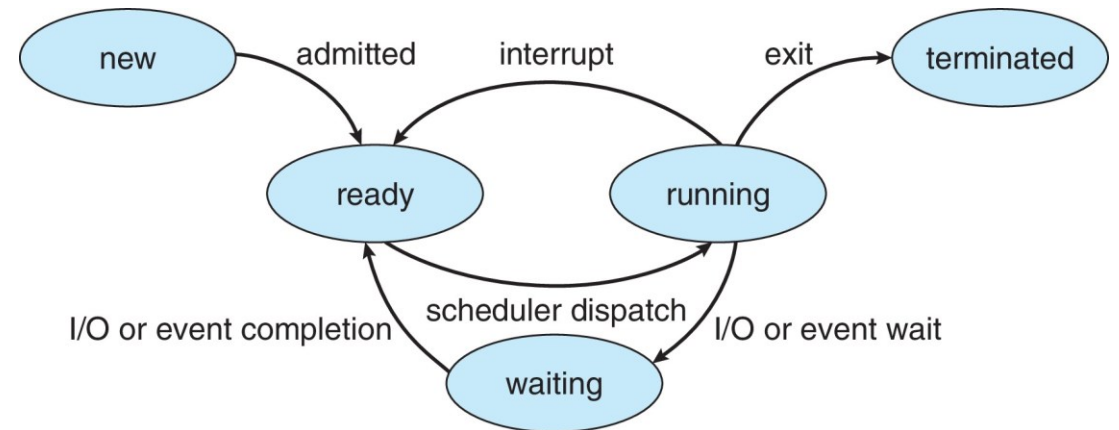 new
admitted
interrupt
exit
terminated
ready
running
scheduler dispatch
I/O or event completion
I/O or event wait
waiting